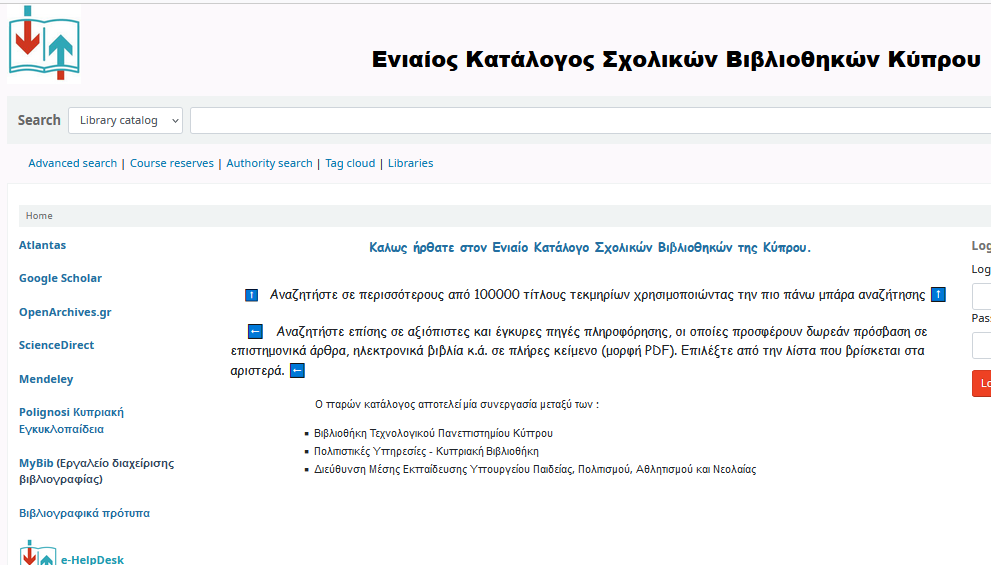 Ενιαίος Κατάλογος Σχολικών Βιβλιοθηκών Κύπρου
Search Library catalog
Advanced search | Course reserves | Authority search | Tag cloud | Libraries
Home
Atlantas
Google Scholar
OpenArchives.gr
ScienceDirect
Mendeley
Polignosi Κυπριακή
Εγκυκλοπαίδεια
MyBib (Εργαλείο διαχείρισης
βιβλιογραφίας)
Βιβλιογραφικά πρότυπα
e-HelpDesk
Καλως ήρθατε στον Ενιαίο Κατάλογο Σχολικών Βιβλιοθηκών της Κύπρου.
↑ Αναζητήστε σε περισσότερους από 100000 τίτλους τεκμηρίων χρησιμοποιώντας την πιο πάνω μπάρα αναζήτησης ↑
← Αναζητήστε επίσης σε αξιόπιστες και έγκυρες πηγές πληροφόρησης, οι οποίες προσφέρουν δωρεάν πρόσβαση σε
επιστημονικά άρθρα, ηλεκτρονικά βιβλία κ.ά. σε πλήρες κείμενο (μορφή PDF). Επιλέξτε από την λίστα που βρίσκεται στα
αριστερά. ←
Ο παρών κατάλογος αποτελεί μία συνεργασία μεταξύ των :
▪ Βιβλιοθήκη Τεχνολογικού Πανεπιστημίου Κύπρου
▪ Πολιτιστικές Υπηρεσίες - Κυπριακή Βιβλιοθήκη
▪ Διεύθυνση Μέσης Εκπαίδευσης Υπουργείου Παιδείας, Πολιτισμού, Αθλητισμού και Νεολαίας
Log
Log
Pas
Lo